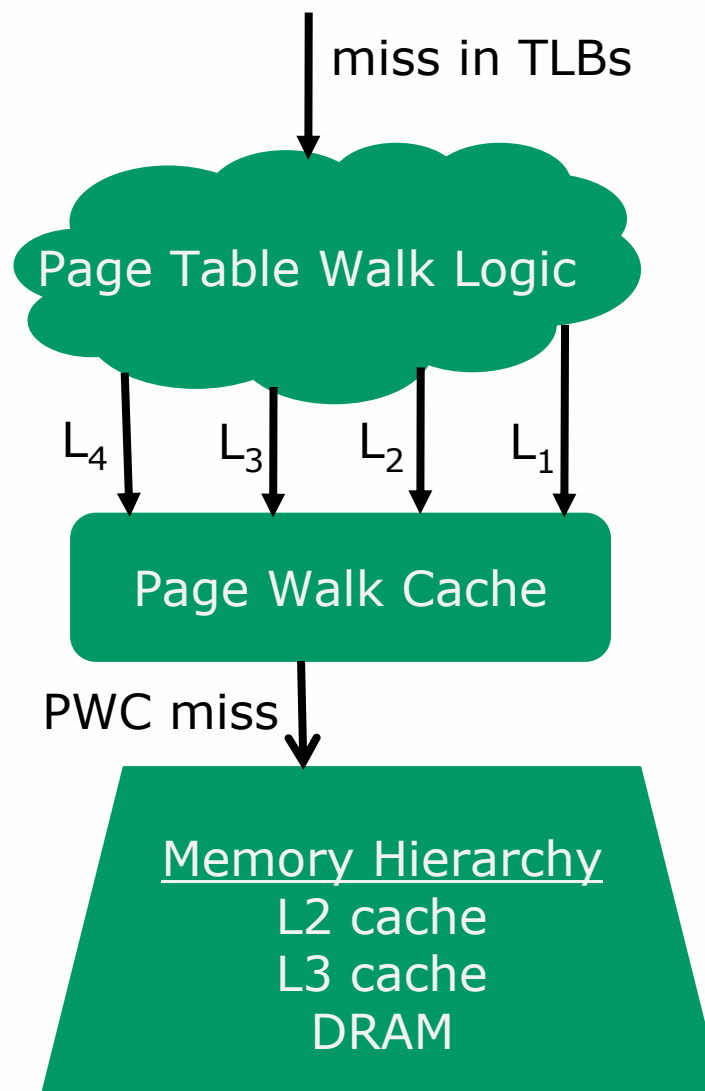 miss in TLBs
Page Table Walk Logic
L₄
L₃
L₂
L₁
Page Walk Cache
PWC miss
Memory Hierarchy
L2 cache
L3 cache
DRAM